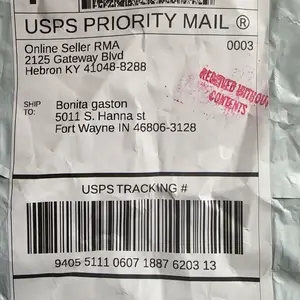 USPS PRIORITY MAIL ®
Online Seller RMA
0003
2125 Gateway Blvd
Hebron KY 41048-8288
RECEIVED WITHOUT
CONTENTS
SHIP
TO:
Bonita gaston
5011 S. Hanna st
Fort Wayne IN 46806-3128
USPS TRACKING #
9405 5111 0607 1887 6203 13